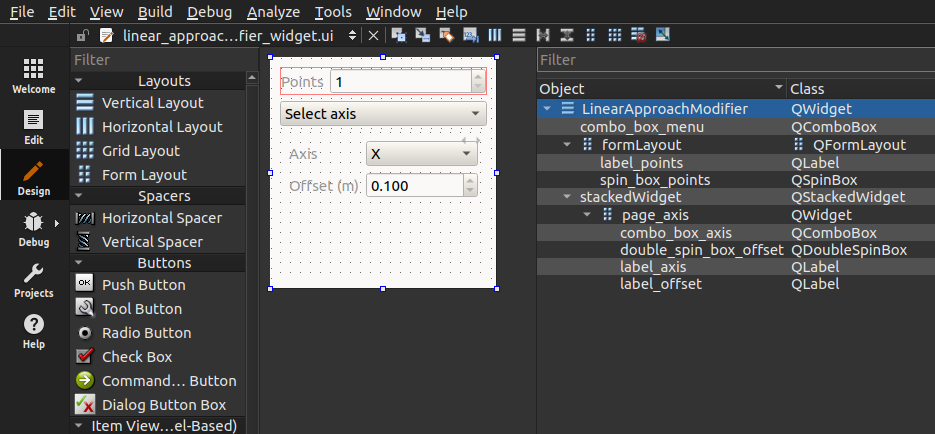 File Edit View Build Debug Analyze Tools Window Help
linear_approac...fier_widget.ui
Welcome
Edit
Design
Debug
Projects
Help
Filter
Layouts
Vertical Layout
Horizontal Layout
Grid Layout
Form Layout
Spacers
Horizontal Spacer
Vertical Spacer
Buttons
Push Button
OK
Tool Button
Radio Button
Check Box
Command... Button
Dialog Button Box
Item View...el-Based)
Points 1
Select axis
Axis X
Offset (m) 0.100
Filter
Object Class
LinearApproachModifier QWidget
combo_box_menu QComboBox
formLayout QFormLayout
label_points QLabel
spin_box_points QSpinBox
stackedWidget QStackedWidget
page_axis QWidget
combo_box_axis QComboBox
double_spin_box_offset QDoubleSpinBox
label_axis QLabel
label_offset QLabel